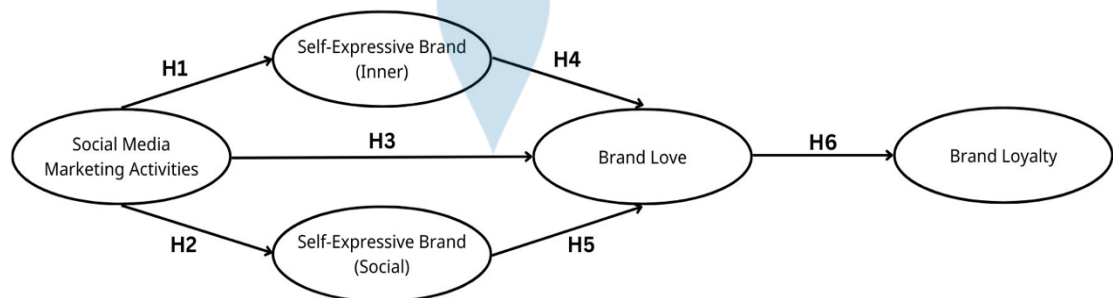 Self-Expressive Brand
(Inner)
H1
H4
Social Media
Marketing Activities
H3
Brand Love
H6
Brand Loyalty
H2
Self-Expressive Brand
(Social)
H5